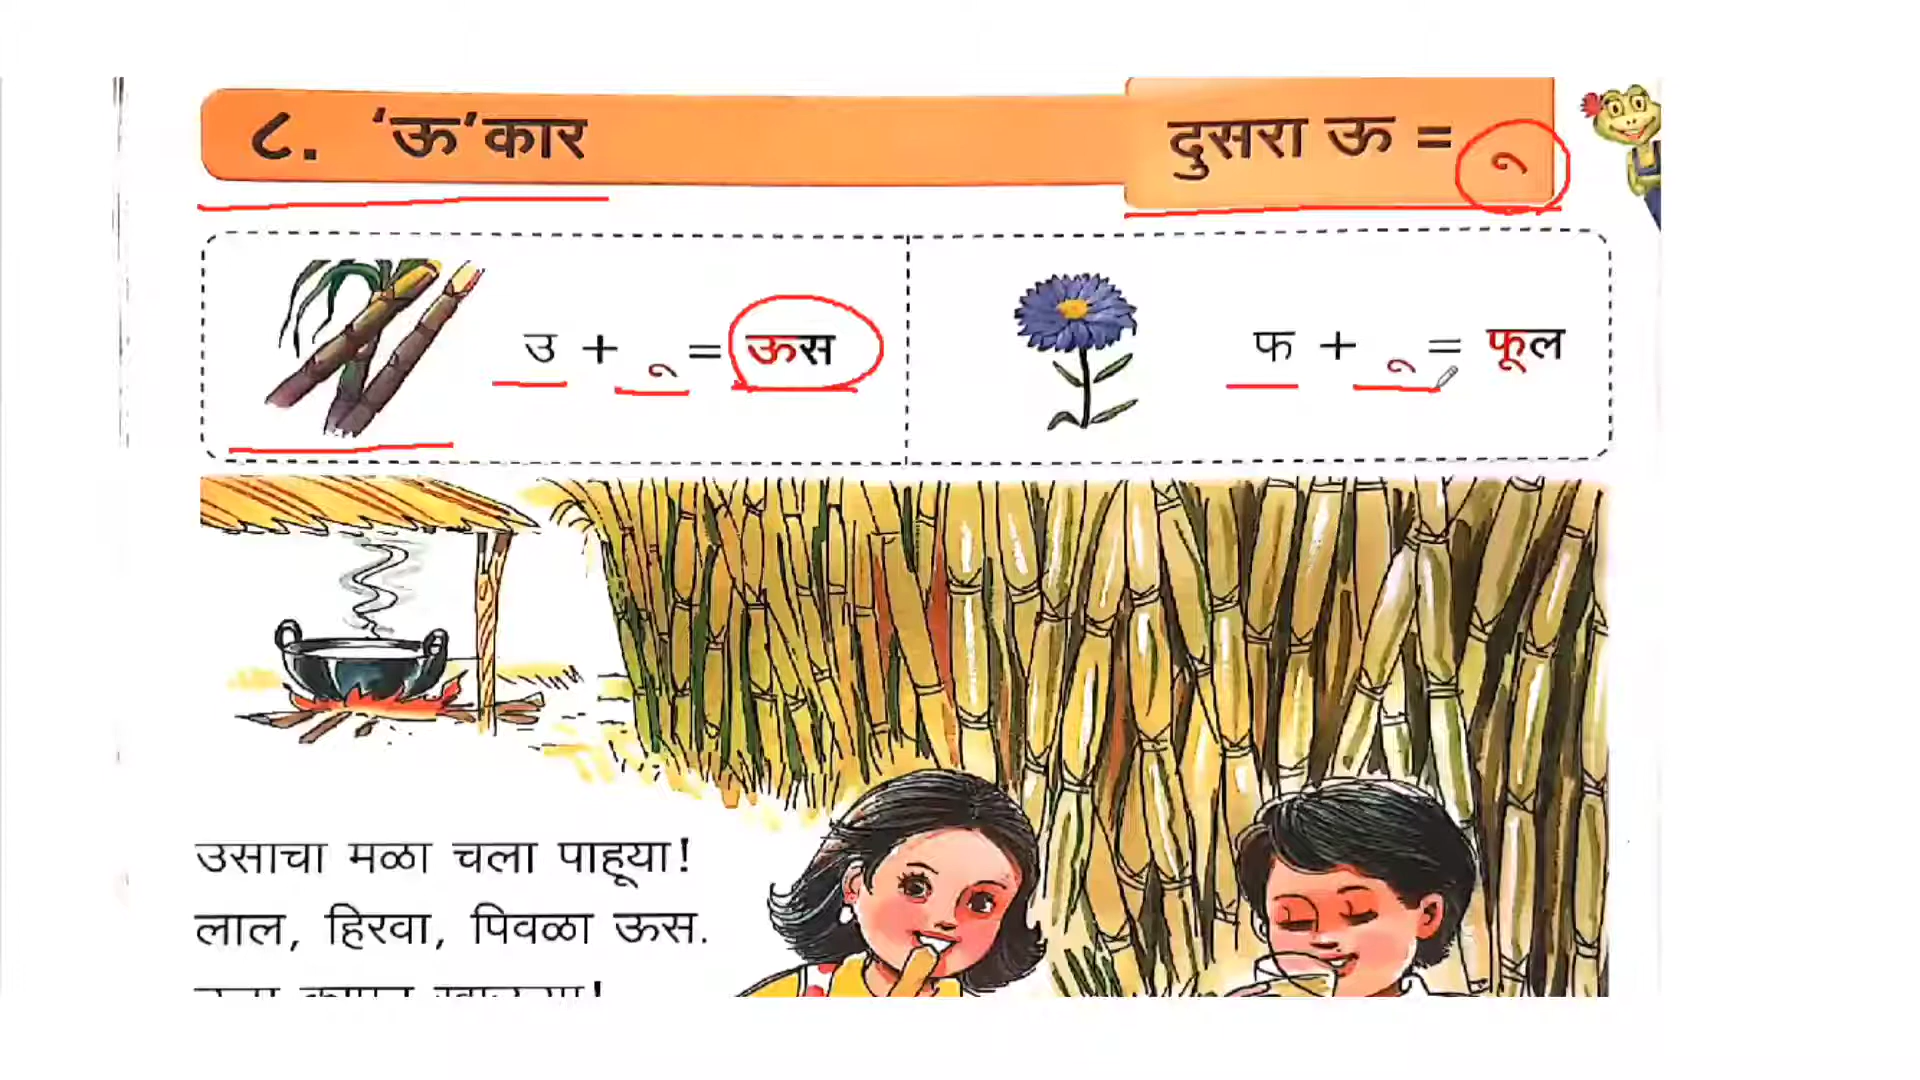 ८. ‘ऊ’कार
दुसरा ऊ = ू
उ + ू = ऊस
फ + ू = फूल
उसाचा मळा चला पाहूया!
लाल, हिरवा, पिवळा ऊस.